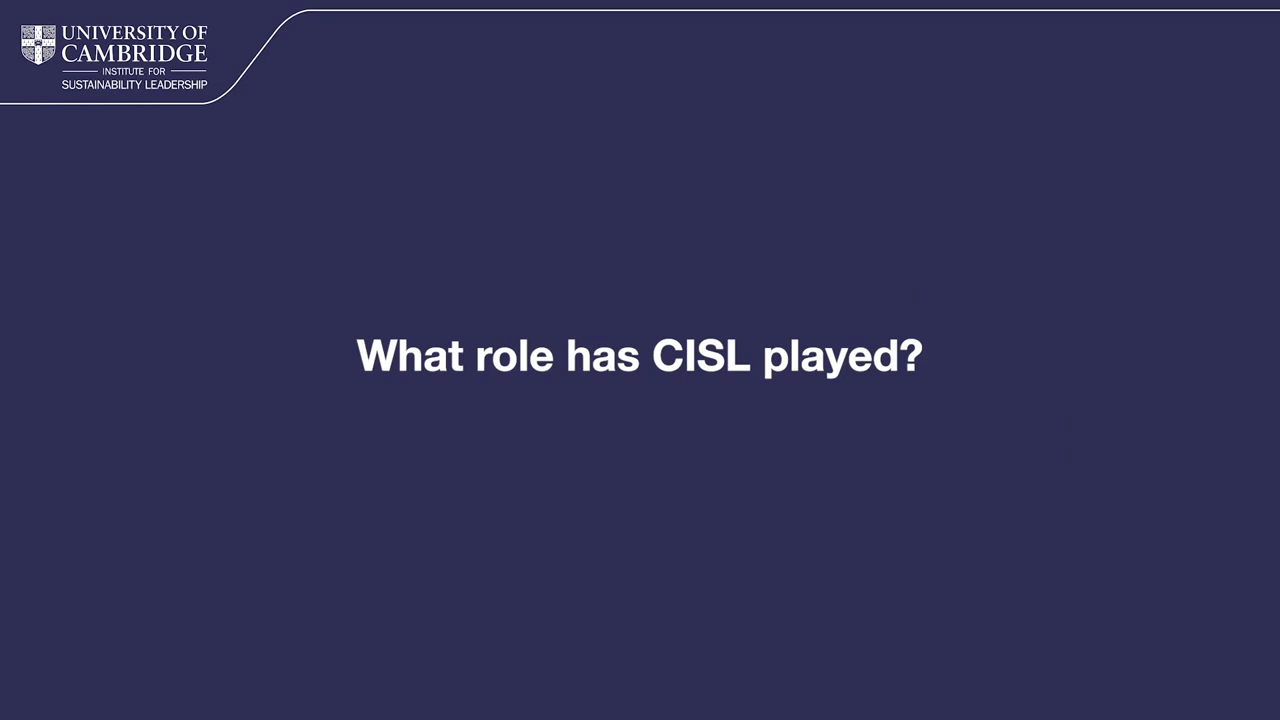 UNIVERSITY OF
CAMBRIDGE
INSTITUTE FOR
SUSTAINABILITY LEADERSHIP
What role has CISL played?